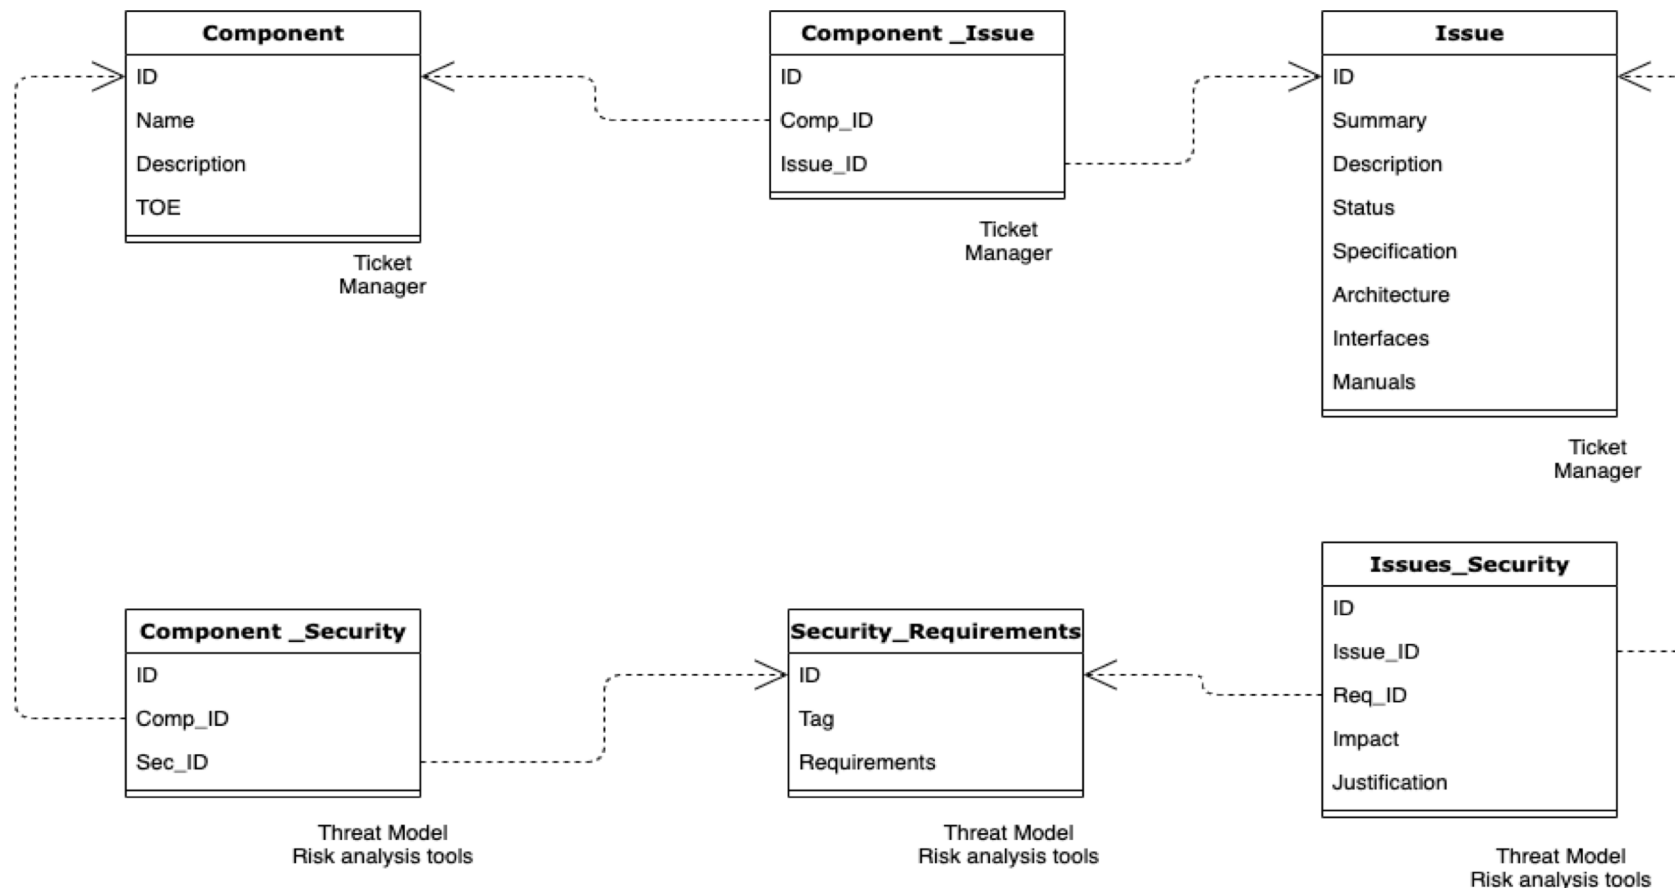 Component
ID
Name
Description
TOE
Ticket
Manager
Component _Issue
ID
Comp_ID
Issue_ID
Ticket
Manager
Issue
ID
Summary
Description
Status
Specification
Architecture
Interfaces
Manuals
Ticket
Manager
Component _Security
ID
Comp_ID
Sec_ID
Threat Model
Risk analysis tools
Security_Requirements
ID
Tag
Requirements
Threat Model
Risk analysis tools
Issues_Security
ID
Issue_ID
Req_ID
Impact
Justification
Threat Model
Risk analysis tools